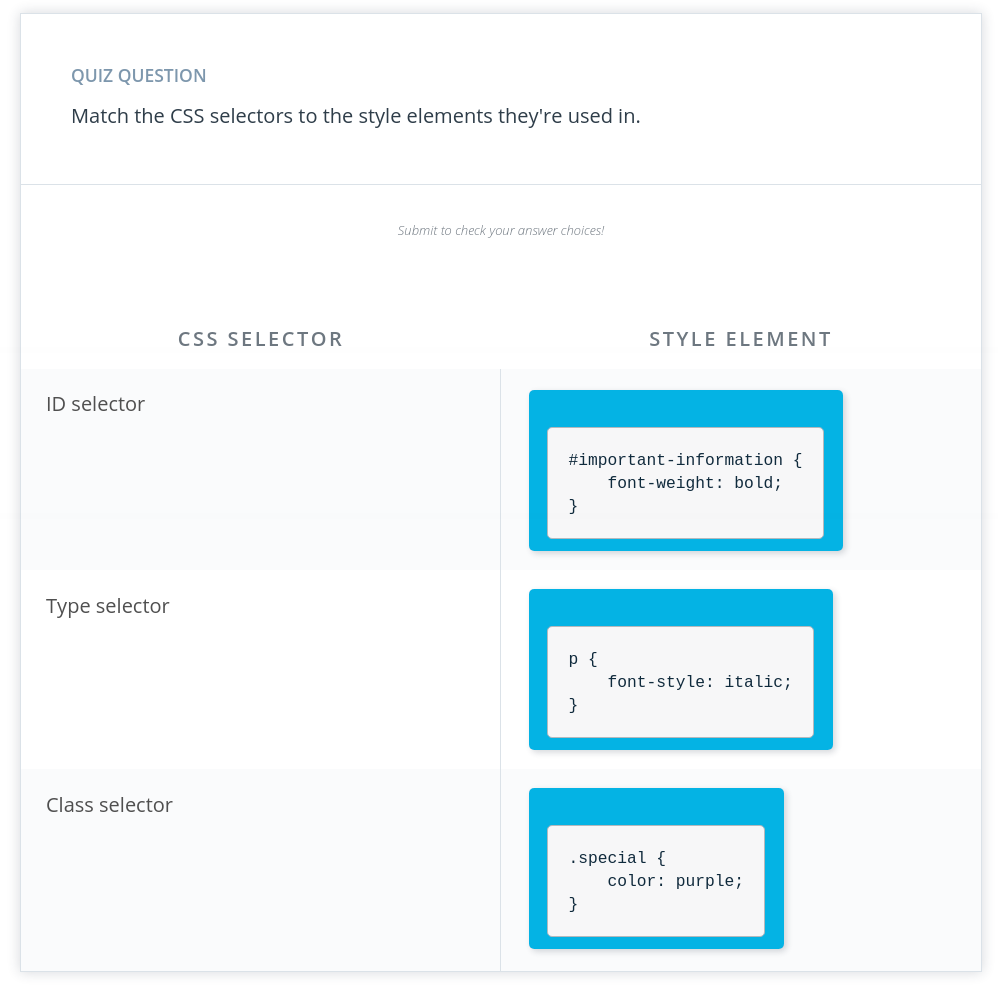 QUIZ QUESTION
Match the CSS selectors to the style elements they're used in.
Submit to check your answer choices!
CSS SELECTOR
STYLE ELEMENT
ID selector
#important-information {
    font-weight: bold;
}
Type selector
p {
    font-style: italic;
}
Class selector
.special {
    color: purple;
}